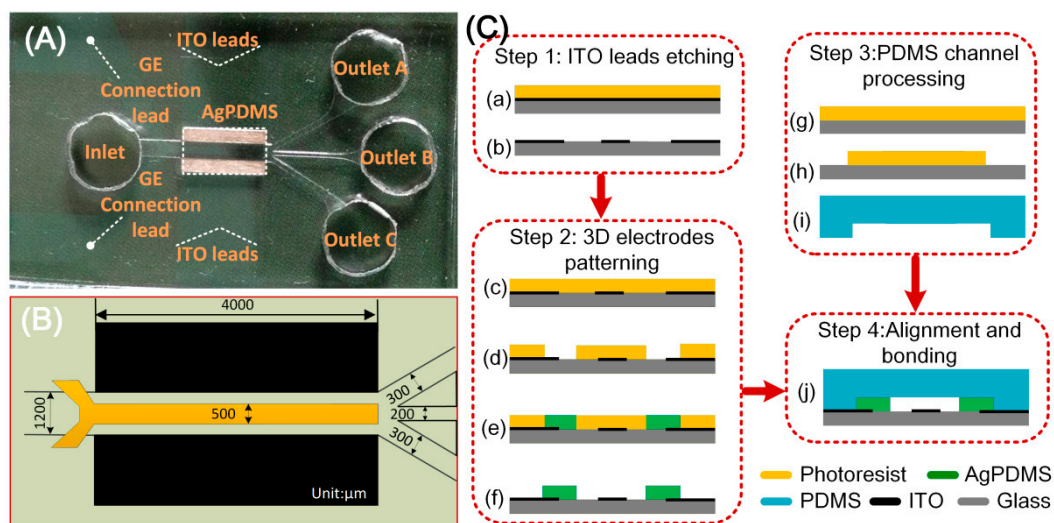 (A)
ITO leads
GE
Connection
lead
AgPDMS
Outlet A
Inlet
Outlet B
GE
Connection
lead
Outlet C
ITO leads
(B)
4000
1200
500
300
200
300
Unit:μm
(C)
Step 1: ITO leads etching
(a)
(b)
Step 2: 3D electrodes
patterning
(c)
(d)
(e)
(f)
Step 3:PDMS channel
processing
(g)
(h)
(i)
Step 4:Alignment and
bonding
(j)
Photoresist
AgPDMS
PDMS
ITO
Glass